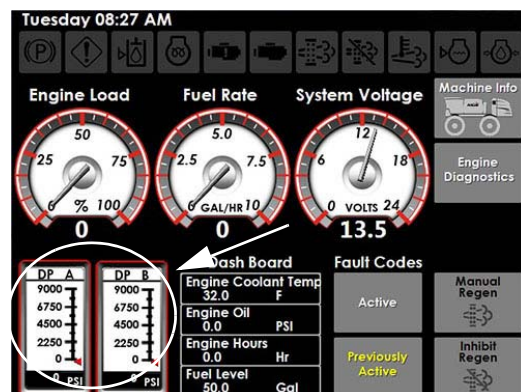 Tuesday 08:27 AM
(P)
Engine Load
50
25 75
0 % 100
0
Fuel Rate
5.0
2.5 7.5
0 GAL/HR 10
0
System Voltage
12
6 18
0 VOLTS 24
13.5
Machine Info
Engine
Diagnostics
DP A
9000
6750
4500
2250
0
0 PSI
DP B
9000
6750
4500
2250
0
0 PSI
Dash Board
Engine Coolant Temp
32.0 F
Engine Oil
0.0 PSI
Engine Hours
0.0 Hr
Fuel Level
50.0 Gal
Fault Codes
Active
Previously
Active
Manual
Regen
Inhibit
Regen